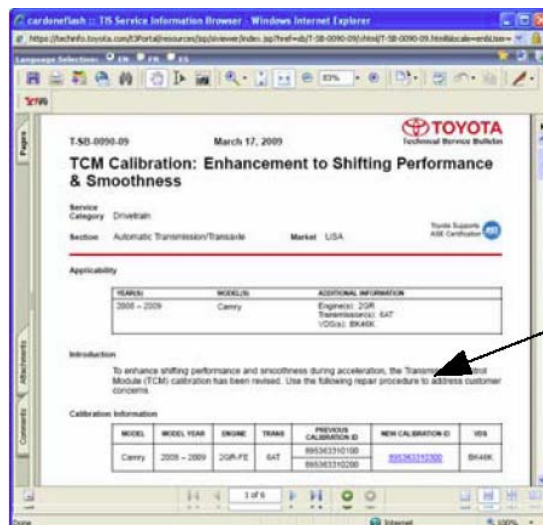 cardoneflash :: TIS Service Information Browser - Windows Internet Explorer
Language Selection: EN FR ES
83%
Pages
TOYOTA
T-SB-0090-09 March 17, 2009 Technical Service Bulletin
TCM Calibration: Enhancement to Shifting Performance
& Smoothness
Service
Category Drivetrain
Section Automatic Transmission/Transaxle Market USA
Toyota Supports
ASE Certification
Applicability
YEAR(S) MODEL(S) ADDITIONAL INFORMATION
2008 – 2009 Camry Engine(s): 2GR
Transmission(s): 6AT
VDS(s): BK46K
Introduction
To enhance shifting performance and smoothness during acceleration, the
Module (TCM) calibration has been revised. Use the following repair procedure to address customer
concerns.
Attachments
Calibration Information
MODEL MODEL YEAR ENGINE TRANS PREVIOUS CALIBRATION ID NEW CALIBRATION ID VDS
Camry 2008 – 2009 2GR-FE 6AT 895363310100 895363310300 BK46K
895363310200
Comments
1 of 6
Done Internet 100%